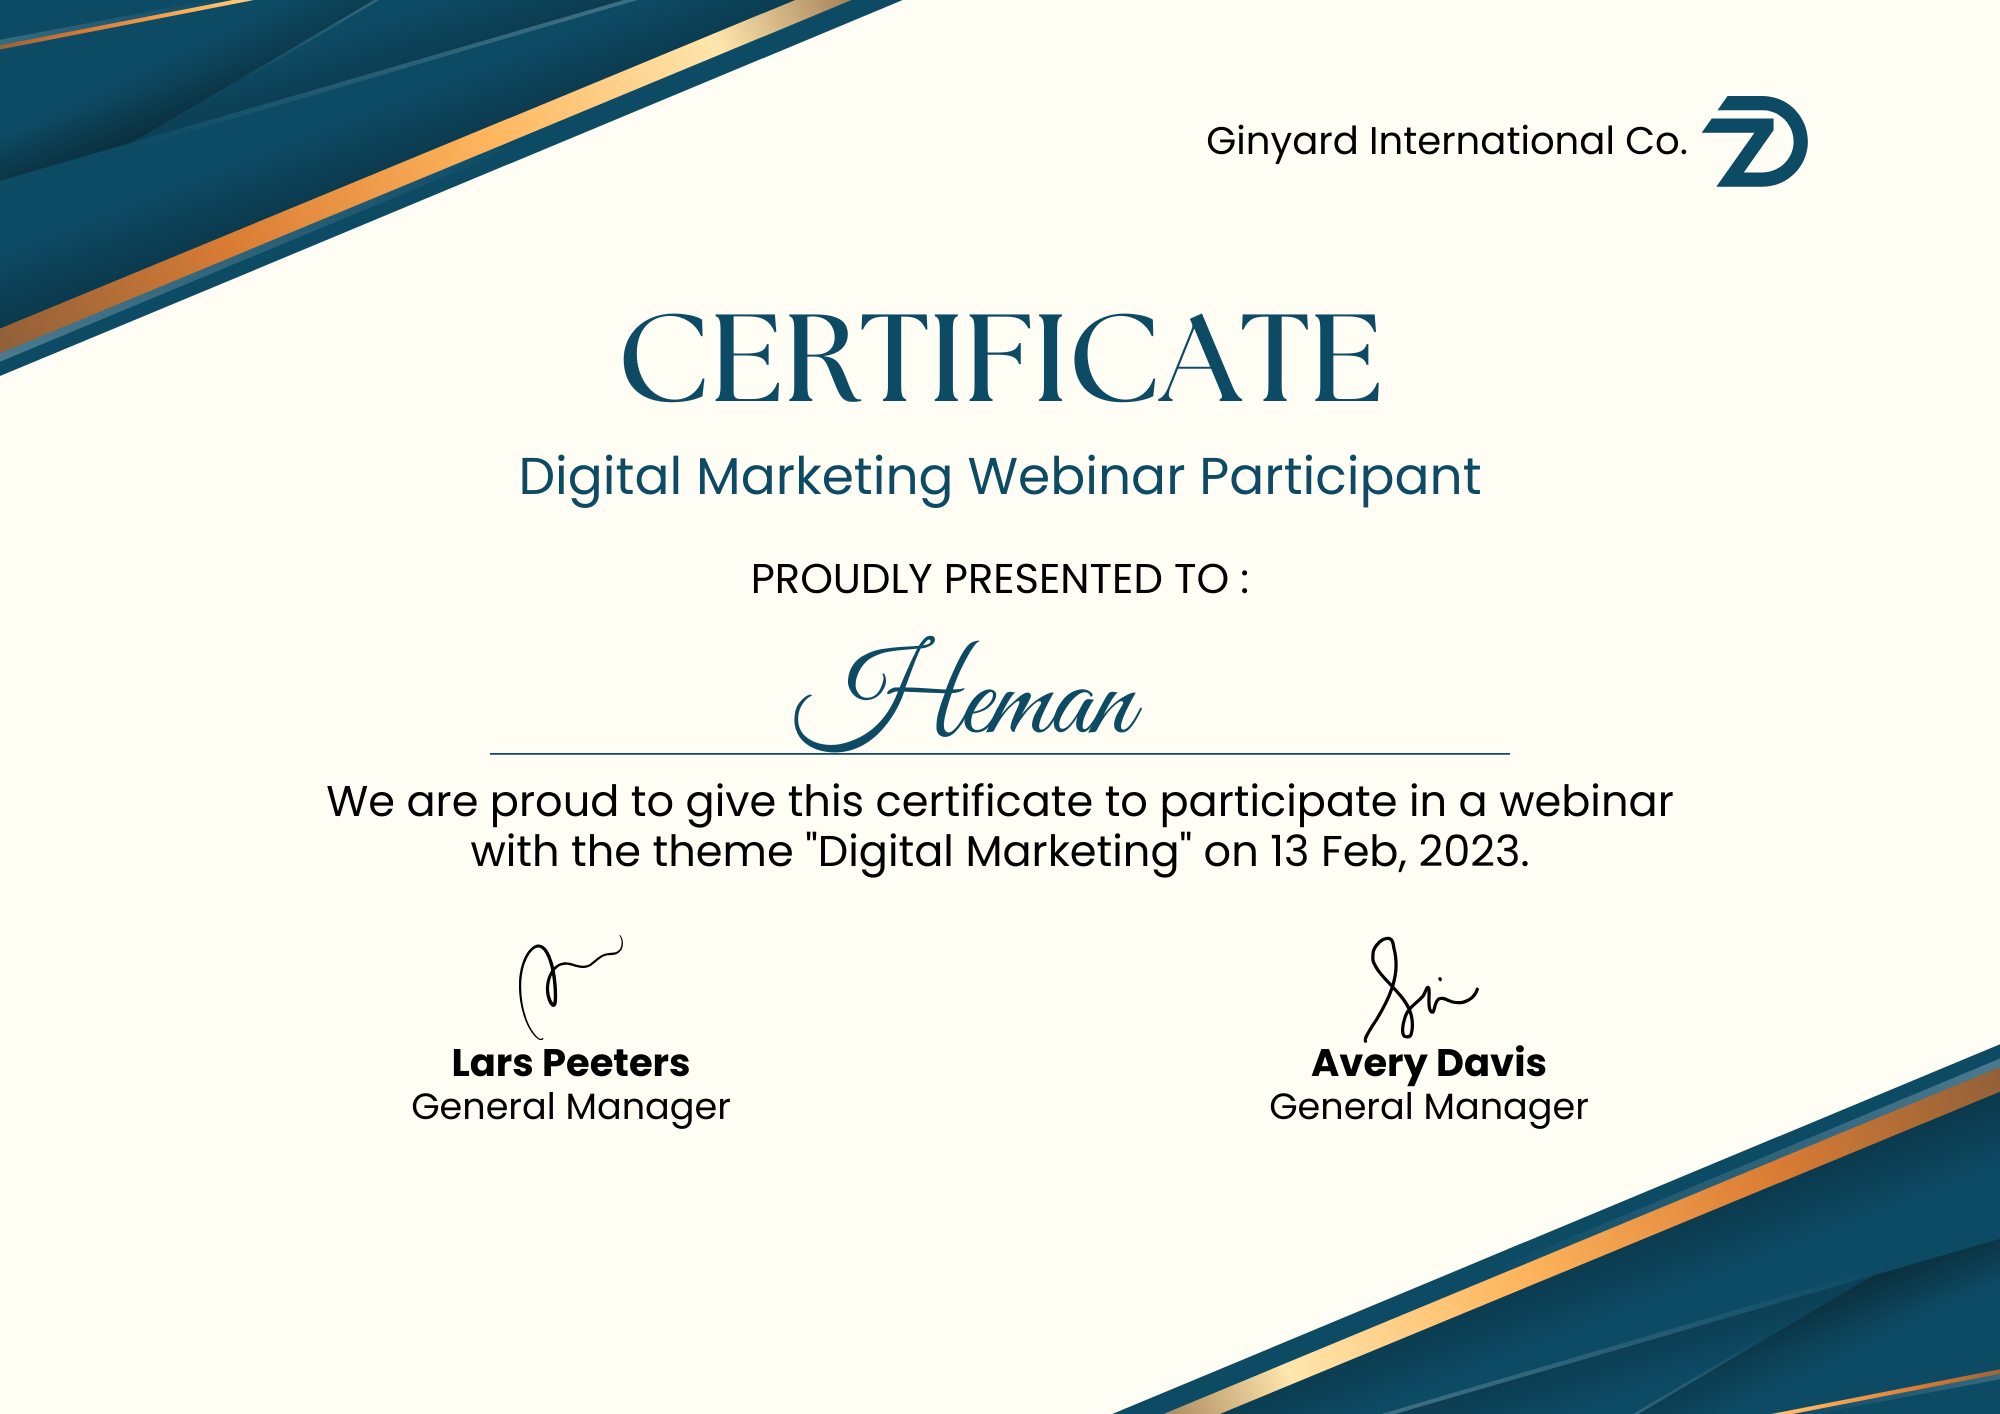 Ginyard International Co.
CERTIFICATE
Digital Marketing Webinar Participant
PROUDLY PRESENTED TO :
Heman
We are proud to give this certificate to participate in a webinar
with the theme "Digital Marketing" on 13 Feb, 2023.
Lars Peeters
General Manager
Avery Davis
General Manager